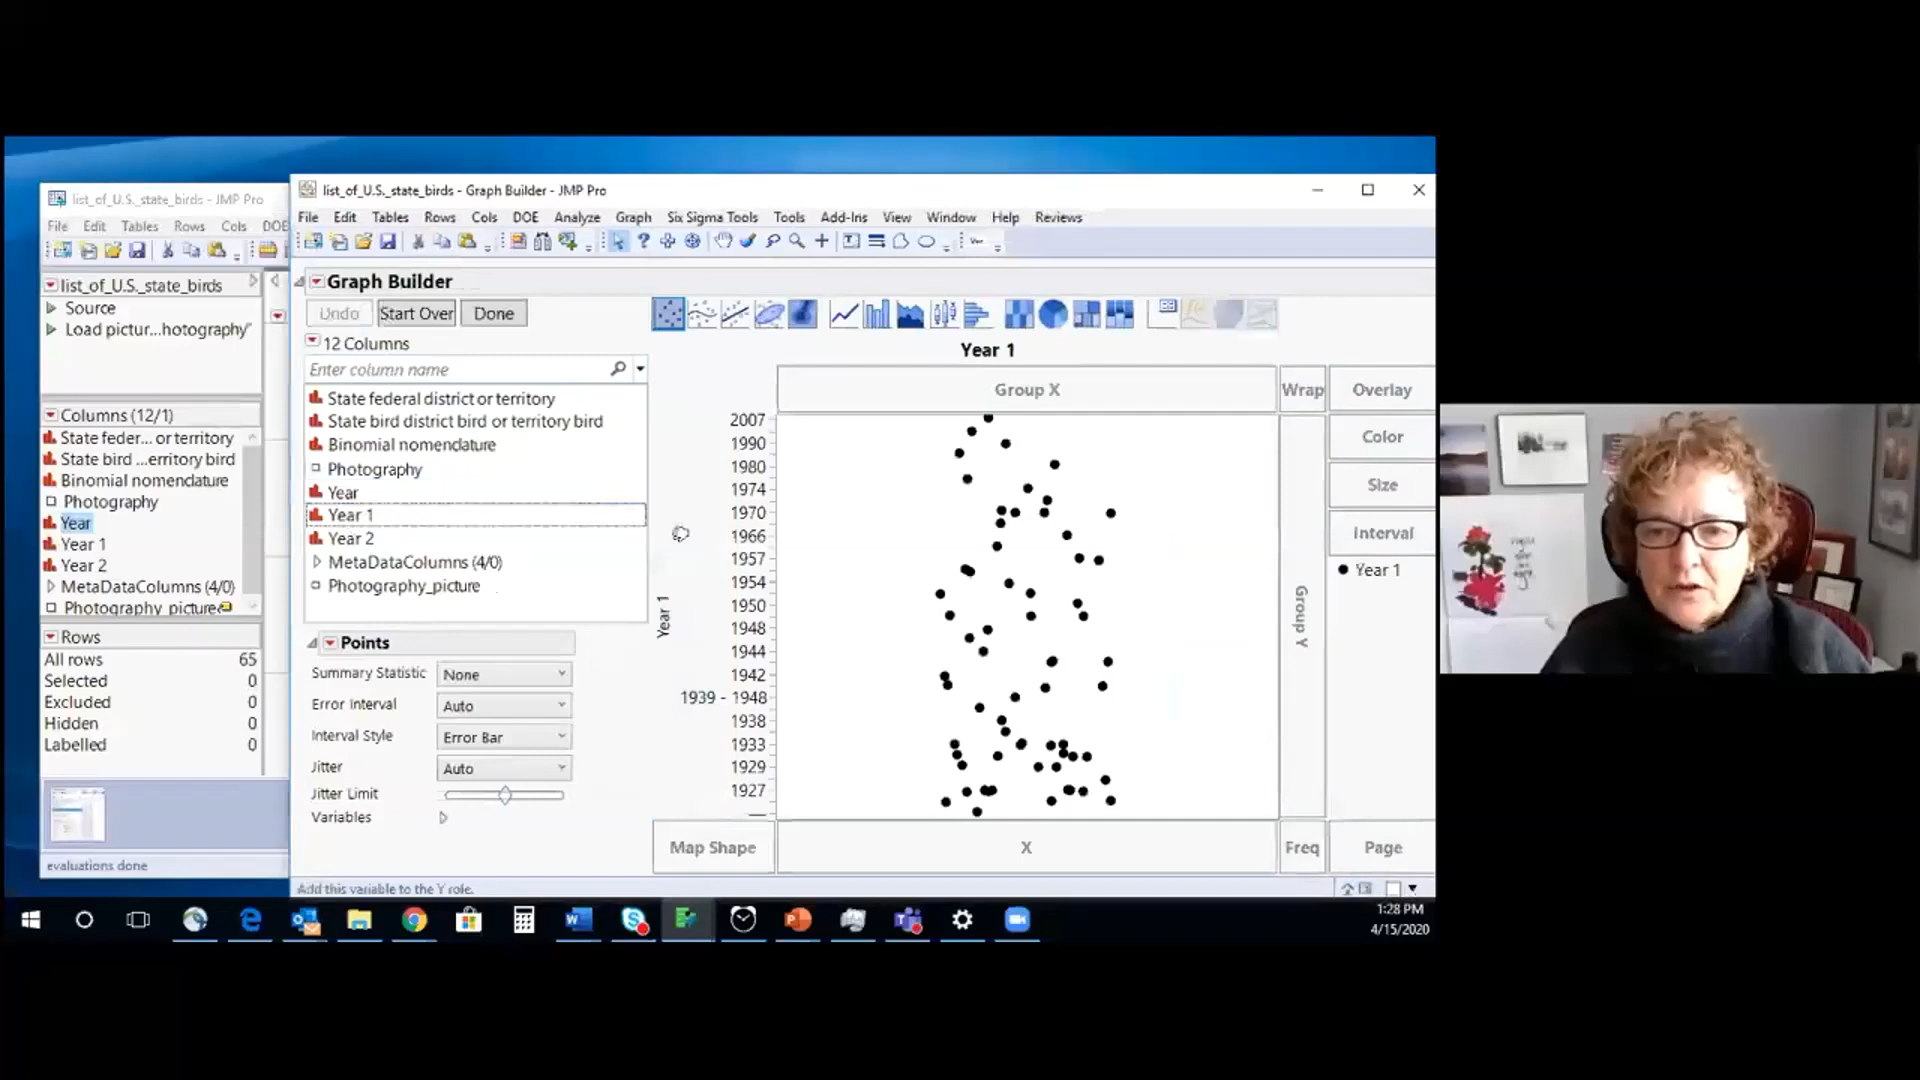 list_of_U.S._state_birds - JMP Pro
File Edit Tables Rows Cols DOE
list_of_U.S._state_birds
Source
Load pictur...hotography"
Columns (12/1)
State feder... or territory
State bird ...erritory bird
Binomial nomenclature
Photography
Year
Year 1
Year 2
MetaDataColumns (4/0)
Photography_picture
Rows
All rows 65
Selected 0
Excluded 0
Hidden 0
Labelled 0
evaluations done
list_of_U.S._state_birds - Graph Builder - JMP Pro
File Edit Tables Rows Cols DOE Analyze Graph Six Sigma Tools Tools Add-Ins View Window Help Reviews
Graph Builder
Undo Start Over Done
12 Columns
Enter column name
State federal district or territory
State bird district bird or territory bird
Binomial nomenclature
Photography
Year
Year 1
Year 2
MetaDataColumns (4/0)
Photography_picture
Points
Summary Statistic None
Error Interval Auto
Interval Style Error Bar
Jitter Auto
Jitter Limit
Variables
Year 1
Group X
Wrap
Overlay
Color
Size
Interval
Year 1
Group Y
Year 1
2007
1990
1980
1974
1970
1966
1957
1954
1950
1948
1944
1942
1939 - 1948
1938
1933
1929
1927
Map Shape
X
Freq
Page
Add this variable to the Y role.
1:28 PM
4/15/2020